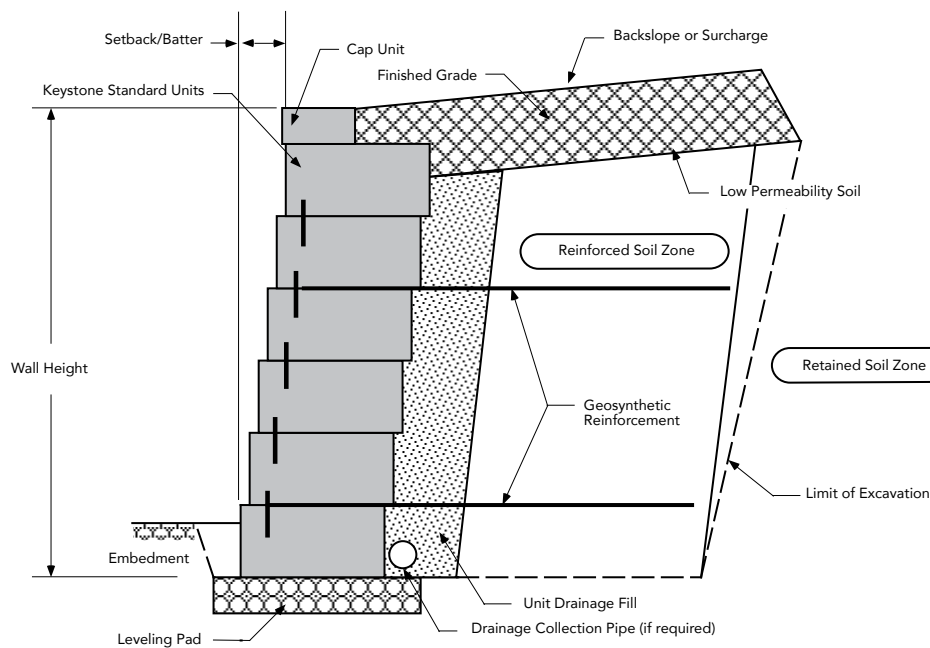 Setback/Batter
Cap Unit
Backslope or Surcharge
Finished Grade
Keystone Standard Units
Low Permeability Soil
Reinforced Soil Zone
Wall Height
Retained Soil Zone
Geosynthetic
Reinforcement
Limit of Excavation
Embedment
Unit Drainage Fill
Drainage Collection Pipe (if required)
Leveling Pad